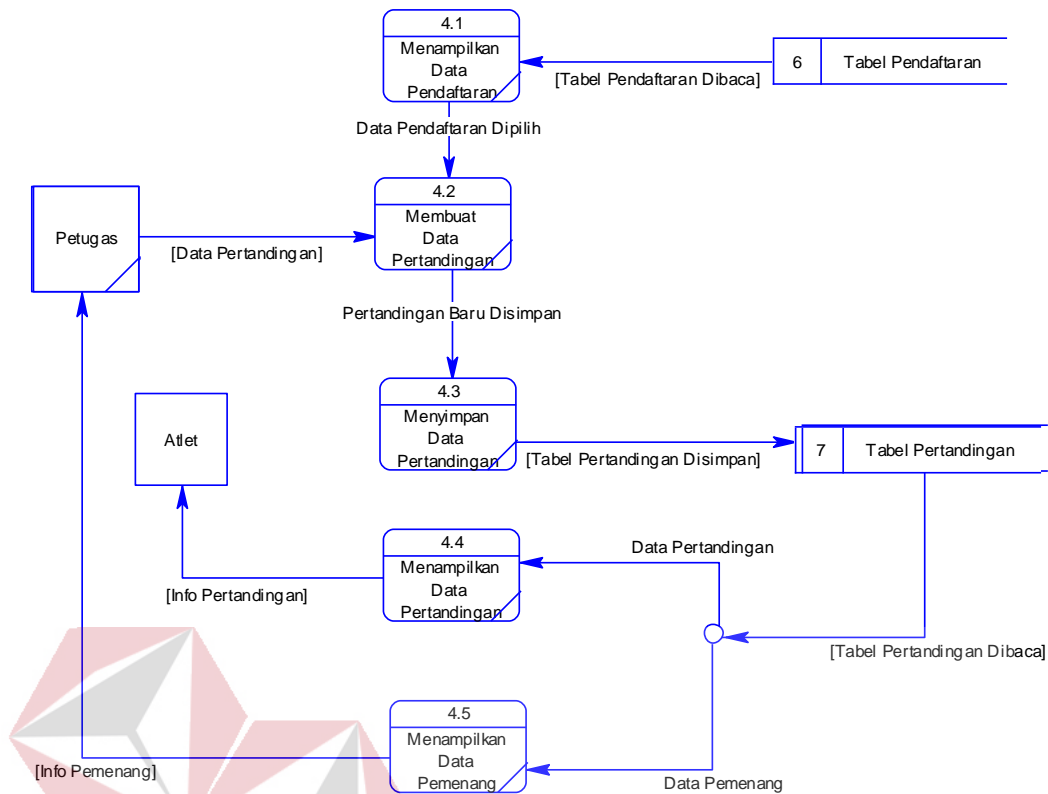 4.1
Menampilkan
Data
Pendaftaran
[Tabel Pendaftaran Dibaca]
6
Tabel Pendaftaran
Data Pendaftaran Dipilih
Petugas
[Data Pertandingan]
4.2
Membuat
Data
Pertandingan
Pertandingan Baru Disimpan
Atlet
4.3
Menyimpan
Data
Pertandingan
[Tabel Pertandingan Disimpan]
7
Tabel Pertandingan
[Info Pertandingan]
4.4
Menampilkan
Data
Pertandingan
Data Pertandingan
[Tabel Pertandingan Dibaca]
[Info Pemenang]
4.5
Menampilkan
Data
Pemenang
Data Pemenang